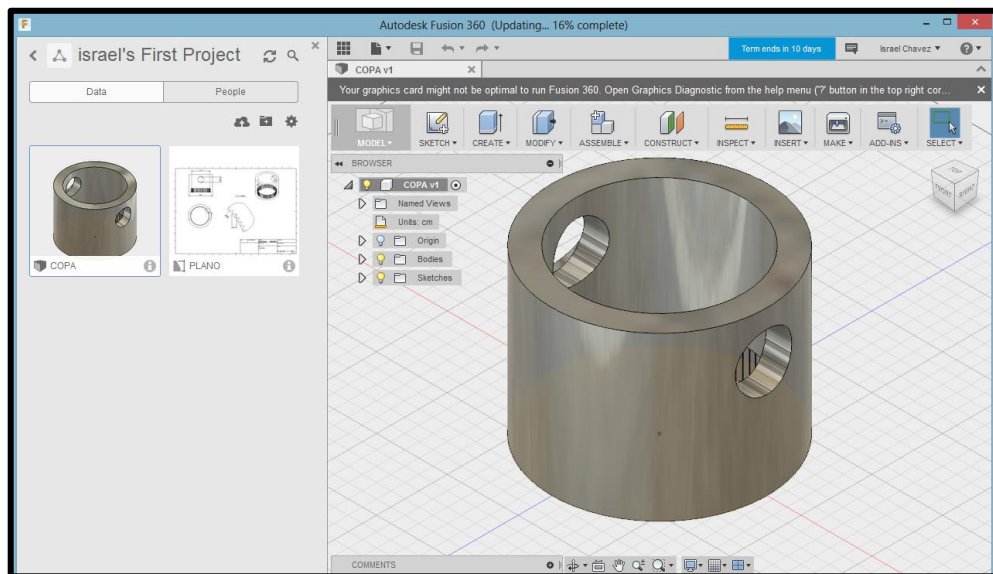 F
Autodesk Fusion 360 (Updating... 16% complete)
israel's First Project
Data
People
COPA
PLANO
Term ends in 10 days
Israel Chavez
?
COPA v1
Your graphics card might not be optimal to run Fusion 360. Open Graphics Diagnostic from the help menu ('?' button in the top right cor...
MODEL
SKETCH
CREATE
MODIFY
ASSEMBLE
CONSTRUCT
INSPECT
INSERT
MAKE
ADD-INS
SELECT
BROWSER
COPA v1
Named Views
Units: cm
Origin
Bodies
Sketches
TOP
FRONT
RIGHT
COMMENTS